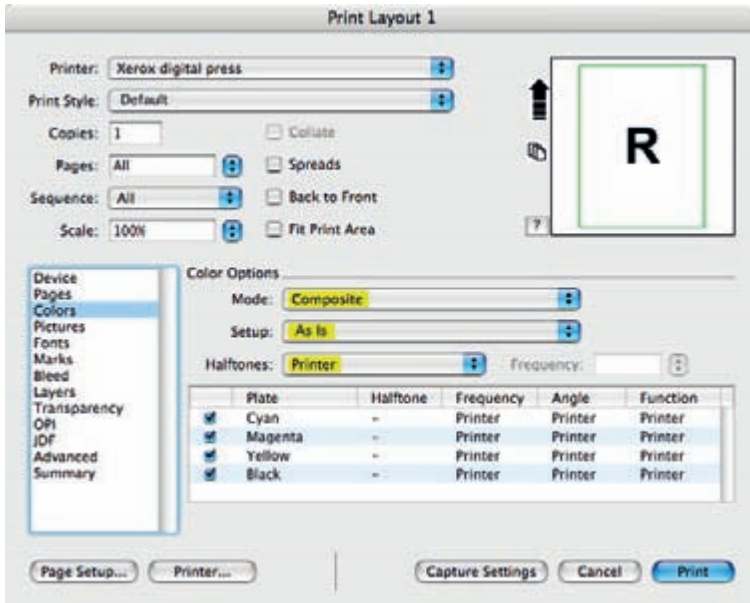 Print Layout 1
Printer: Xerox digital press
Print Style: Default
Copies: 1 Collate
Pages: All Spreads
Sequence: All Back to Front
Scale: 100% Fit Print Area
R
?
Device
Pages
Colors
Pictures
Fonts
Marks
Bleed
Layers
Transparency
OPI
JDF
Advanced
Summary
Color Options
Mode: Composite
Setup: As Is
Halftones: Printer Frequency:
Plate Halftone Frequency Angle Function
Cyan - Printer Printer Printer
Magenta - Printer Printer Printer
Yellow - Printer Printer Printer
Black - Printer Printer Printer
Page Setup... Printer... Capture Settings Cancel Print